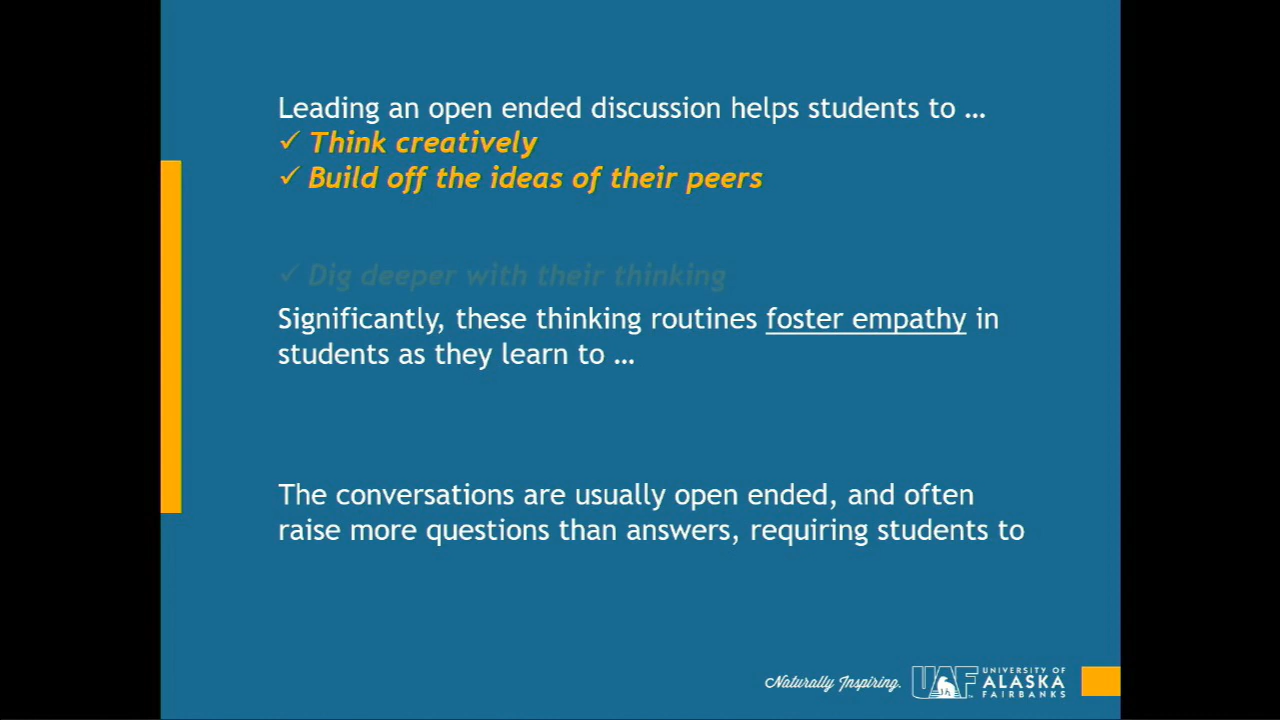 Leading an open ended discussion helps students to …
✓ Think creatively
✓ Build off the ideas of their peers
✓ Dig deeper with their thinking
Significantly, these thinking routines foster empathy in
students as they learn to …
The conversations are usually open ended, and often
raise more questions than answers, requiring students to
Naturally Inspiring.
UAF
UNIVERSITY OF
ALASKA
FAIRBANKS